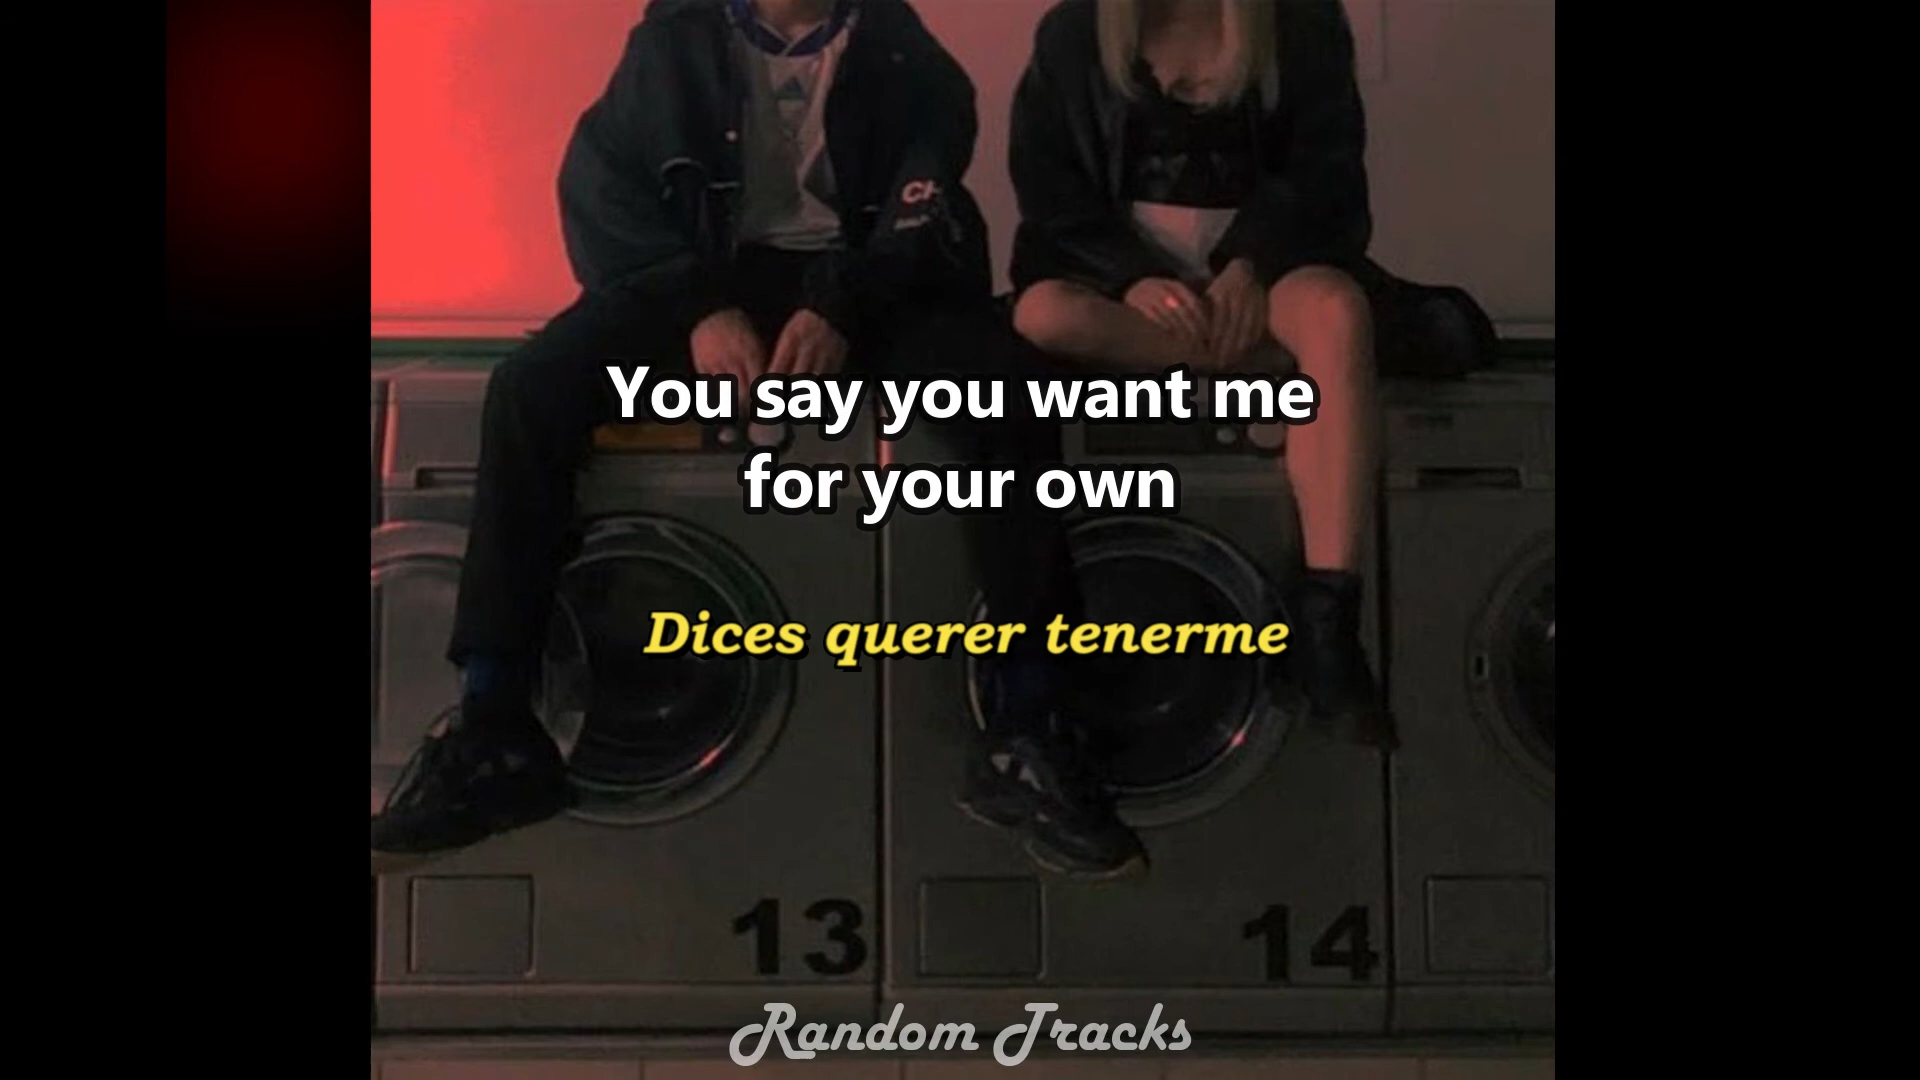 You say you want me
for your own
Dices querer tenerme
13
14
Random Tracks